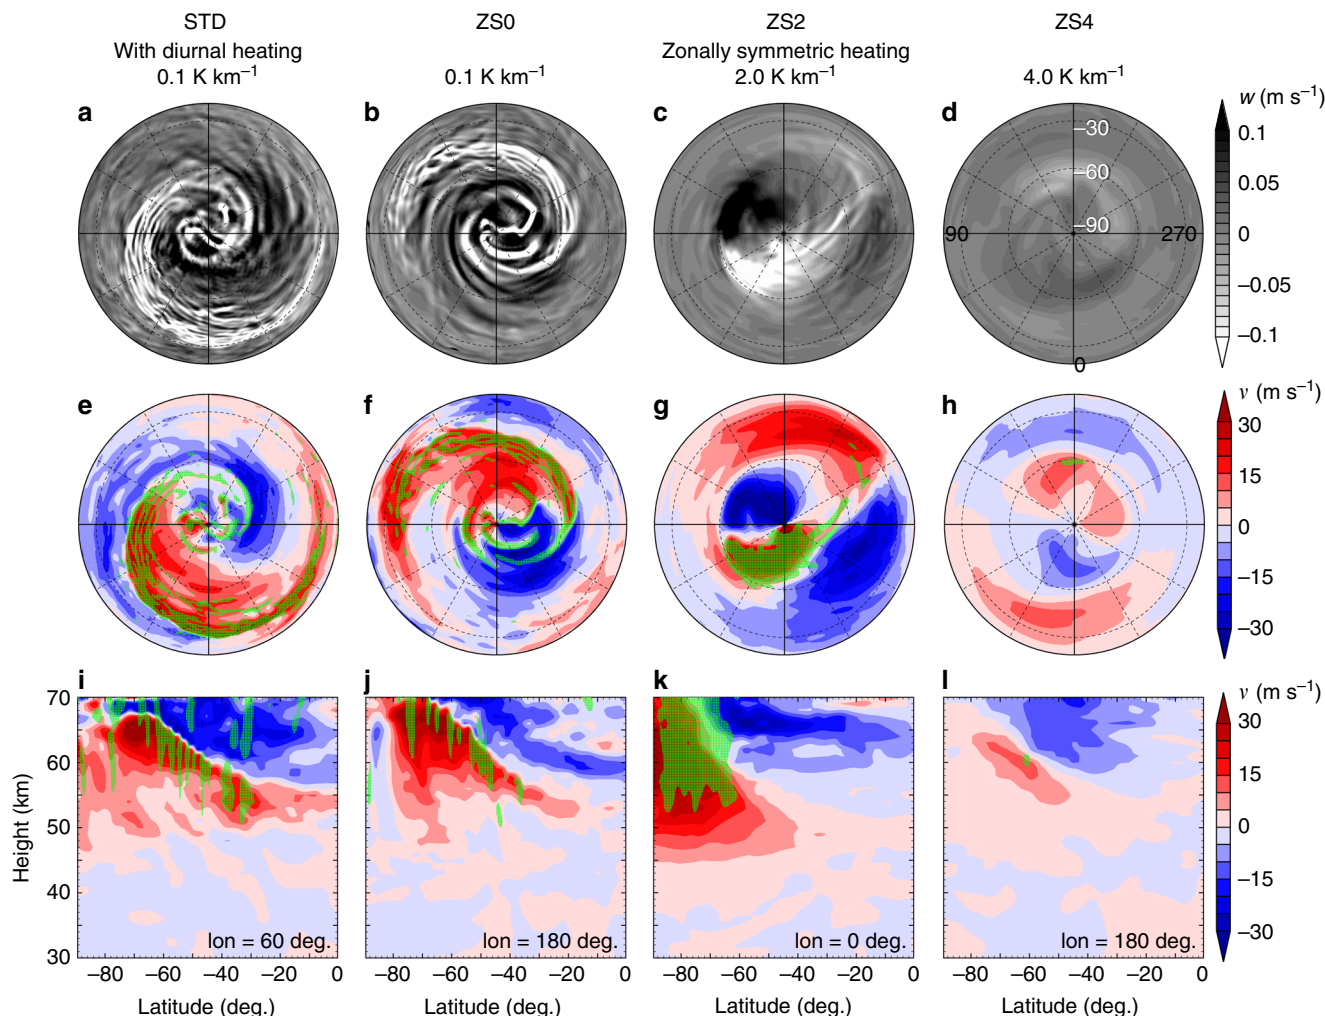 STD
ZS0
ZS2
ZS4
With diurnal heating
Zonally symmetric heating
0.1 K km⁻¹
0.1 K km⁻¹
2.0 K km⁻¹
4.0 K km⁻¹
a
b
c
d
w (m s⁻¹)
0.1
0.05
0
−0.05
−0.1
−30
−60
−90
90
270
0
e
f
g
h
v (m s⁻¹)
30
15
0
−15
−30
i
j
k
l
v (m s⁻¹)
30
15
0
−15
−30
Height (km)
70
60
50
40
30
lon = 60 deg.
lon = 180 deg.
lon = 0 deg.
lon = 180 deg.
−80 −60 −40 −20 0
−80 −60 −40 −20 0
−80 −60 −40 −20 0
−80 −60 −40 −20 0
Latitude (deg.)
Latitude (deg.)
Latitude (deg.)
Latitude (deg.)